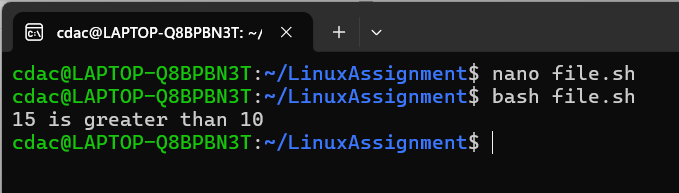 cdac@LAPTOP-Q8BPBN3T: ~/
cdac@LAPTOP-Q8BPBN3T:~/LinuxAssignment$ nano file.sh
cdac@LAPTOP-Q8BPBN3T:~/LinuxAssignment$ bash file.sh
15 is greater than 10
cdac@LAPTOP-Q8BPBN3T:~/LinuxAssignment$